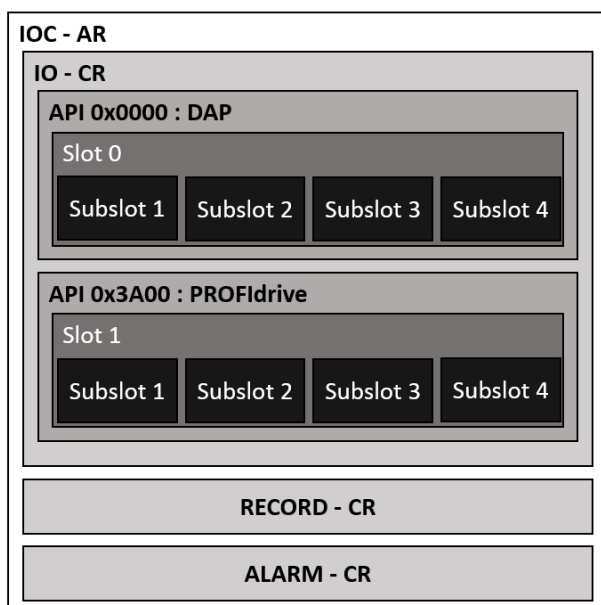 IOC - AR
IO - CR
API 0x0000 : DAP
Slot 0
Subslot 1 Subslot 2 Subslot 3 Subslot 4
API 0x3A00 : PROFIdrive
Slot 1
Subslot 1 Subslot 2 Subslot 3 Subslot 4
RECORD - CR
ALARM - CR